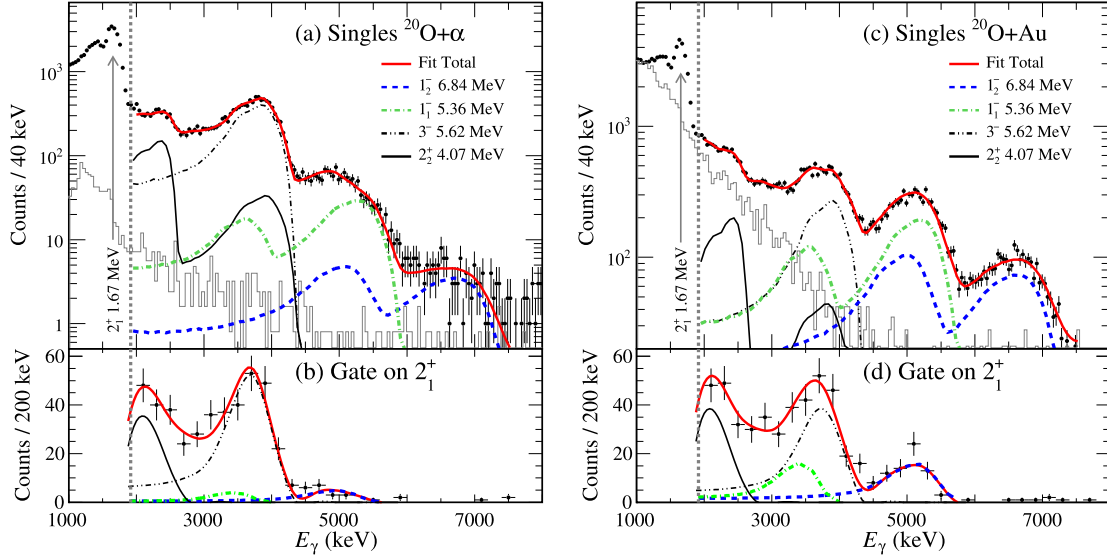 (a) Singles ²⁰O+α
Fit Total
1₂⁻ 6.84 MeV
1₁⁻ 5.36 MeV
3⁻ 5.62 MeV
2₂⁺ 4.07 MeV
Counts / 40 keV
10³
10²
10
1
2₁⁺ 1.67 MeV
(b) Gate on 2₁⁺
Counts / 200 keV
60
40
20
0
1000 3000 5000 7000
E_γ (keV)
(c) Singles ²⁰O+Au
Fit Total
1₂⁻ 6.84 MeV
1₁⁻ 5.36 MeV
3⁻ 5.62 MeV
2₂⁺ 4.07 MeV
Counts / 40 keV
10³
10²
2₁⁺ 1.67 MeV
(d) Gate on 2₁⁺
Counts / 200 keV
60
40
20
0
1000 3000 5000 7000
E_γ (keV)